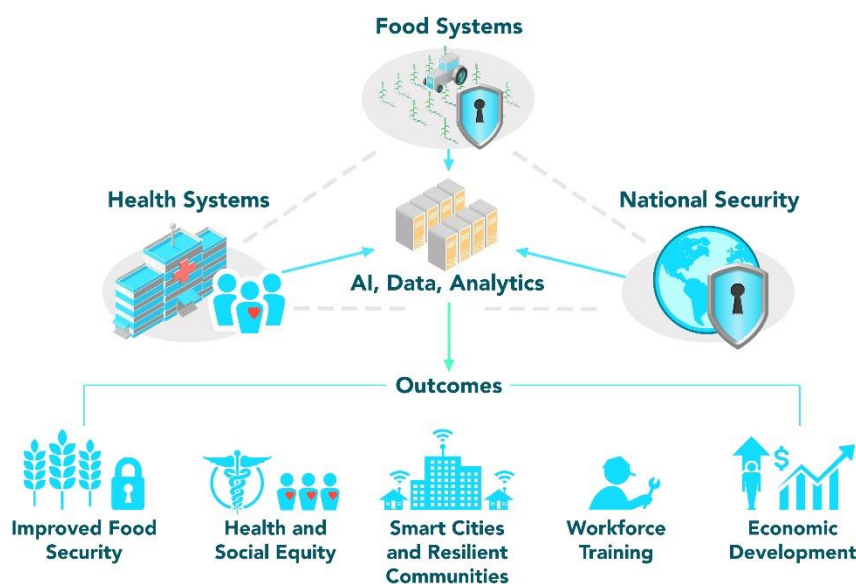 Food Systems
Health Systems
National Security
AI, Data, Analytics
Outcomes
$
Improved Food
Security
Health and
Social Equity
Smart Cities
and Resilient
Communities
Workforce
Training
Economic
Development